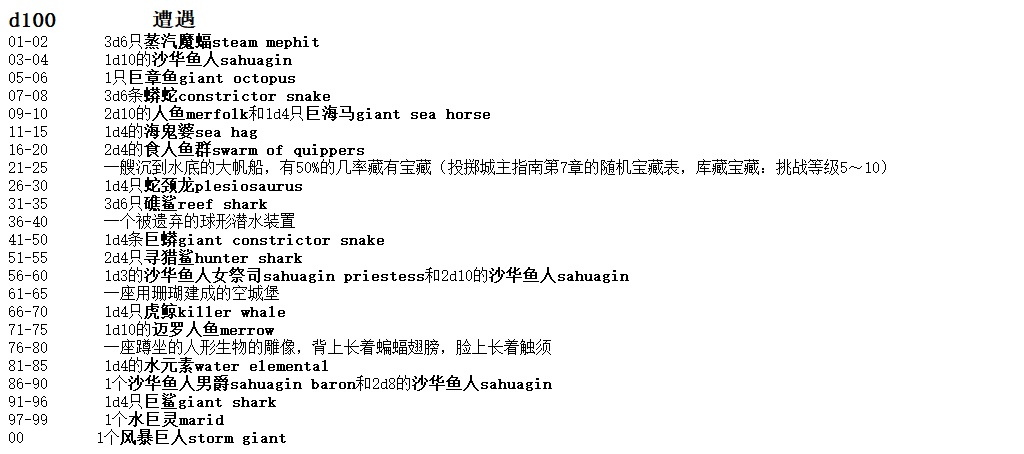 d100 遭遇
01-02 3d6只蒸汽魔蝠steam mephit
03-04 1d10的沙华鱼人sahuagin
05-06 1只巨章鱼giant octopus
07-08 3d6条蟒蛇constrictor snake
09-10 2d10的人鱼merfolk和1d4只巨海马giant sea horse
11-15 1d4的海鬼婆sea hag
16-20 2d4的食人鱼群swarm of quippers
21-25 一艘沉到水底的大帆船，有50%的几率藏有宝藏（投掷城主指南第7章的随机宝藏表，库藏宝藏：挑战等级5～10）
26-30 1d4只蛇颈龙plesiosaurus
31-35 3d6只礁鲨reef shark
36-40 一个被遗弃的球形潜水装置
41-50 1d4条巨蟒giant constrictor snake
51-55 2d4只寻猎鲨hunter shark
56-60 1d3的沙华鱼人女祭司sahuagin priestess和2d10的沙华鱼人sahuagin
61-65 一座用珊瑚建成的空城堡
66-70 1d4只虎鲸killer whale
71-75 1d10的迈罗人鱼merrow
76-80 一座蹲坐的人形生物的雕像，背上长着蝙蝠翅膀，脸上长着触须
81-85 1d4的水元素water elemental
86-90 1个沙华鱼人男爵sahuagin baron和2d8的沙华鱼人sahuagin
91-96 1d4只巨鲨giant shark
97-99 1个水巨灵marid
00 1个风暴巨人storm giant